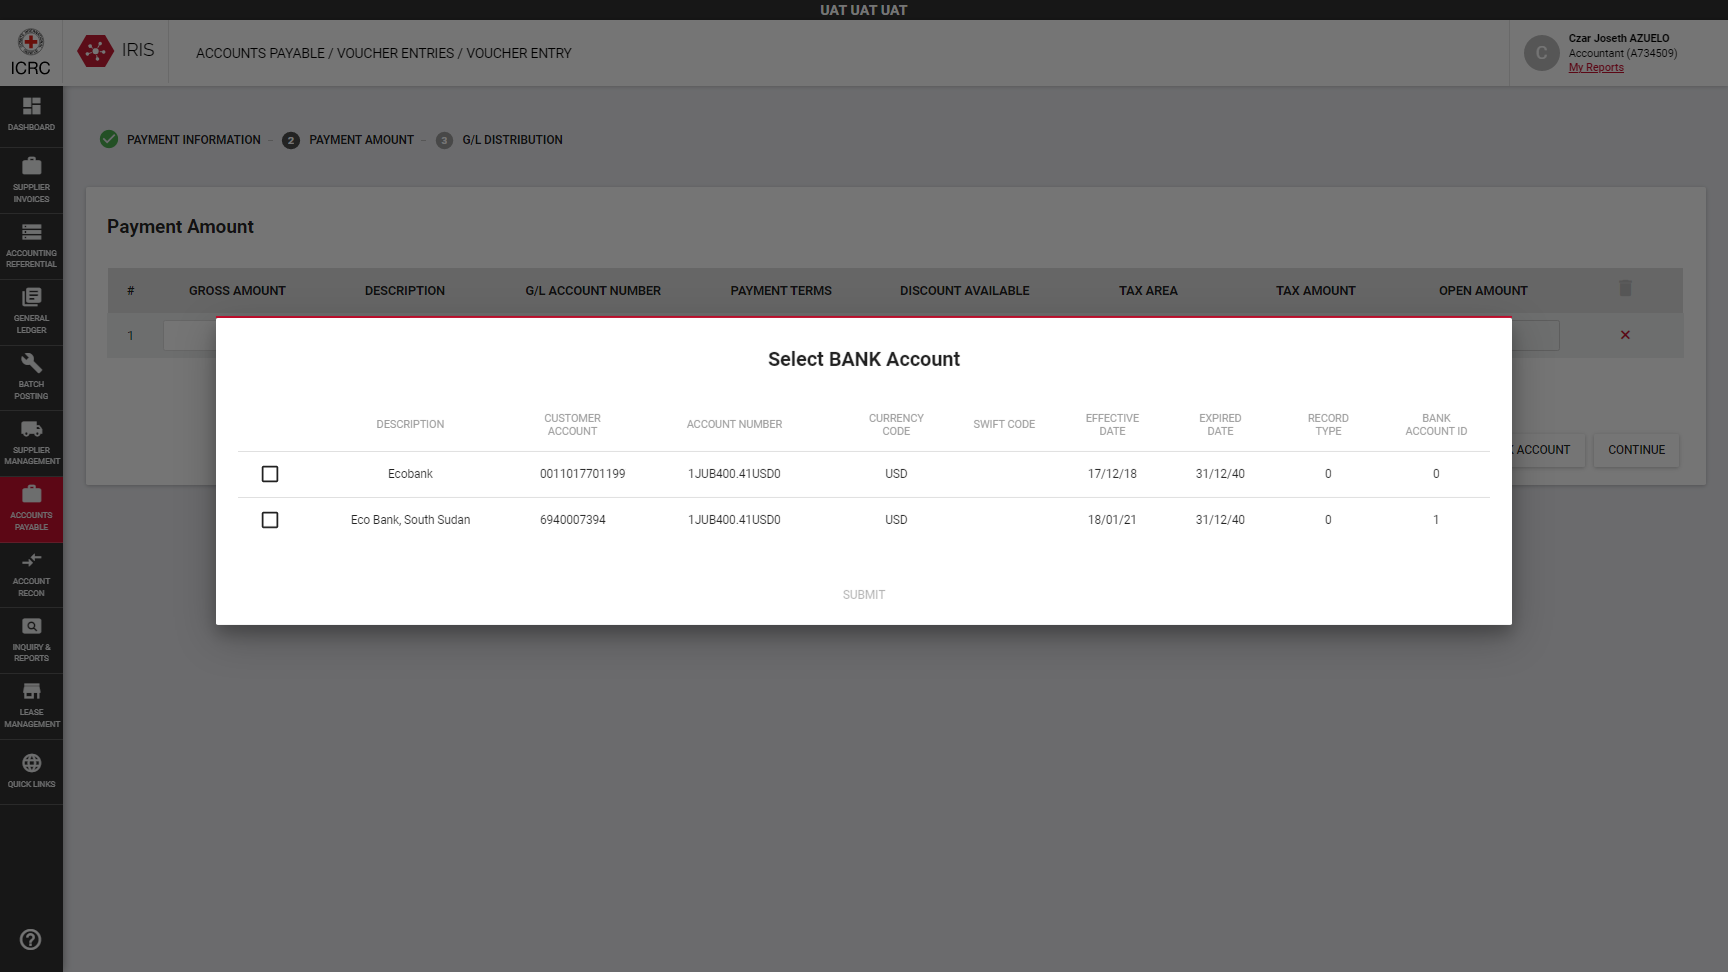 UAT UAT UAT
ICRC
IRIS
ACCOUNTS PAYABLE / VOUCHER ENTRIES / VOUCHER ENTRY
C
Czar Joseth AZUELO
Accountant (A734509)
My Reports
DASHBOARD
SUPPLIER
INVOICES
ACCOUNTING
REFERENTIAL
GENERAL
LEDGER
BATCH
POSTING
SUPPLIER
MANAGEMENT
ACCOUNTS
PAYABLE
ACCOUNT
RECON
INQUIRY &
REPORTS
LEASE
MANAGEMENT
QUICK LINKS
PAYMENT INFORMATION - 2 PAYMENT AMOUNT - 3 G/L DISTRIBUTION
Payment Amount
# GROSS AMOUNT DESCRIPTION G/L ACCOUNT NUMBER PAYMENT TERMS DISCOUNT AVAILABLE TAX AREA TAX AMOUNT OPEN AMOUNT
1
ACCOUNT CONTINUE
Select BANK Account
DESCRIPTION CUSTOMER ACCOUNT ACCOUNT NUMBER CURRENCY CODE SWIFT CODE EFFECTIVE DATE EXPIRED DATE RECORD TYPE BANK ACCOUNT ID
Ecobank 0011017701199 1JUB400.41USD0 USD 17/12/18 31/12/40 0 0
Eco Bank, South Sudan 6940007394 1JUB400.41USD0 USD 18/01/21 31/12/40 0 1
SUBMIT